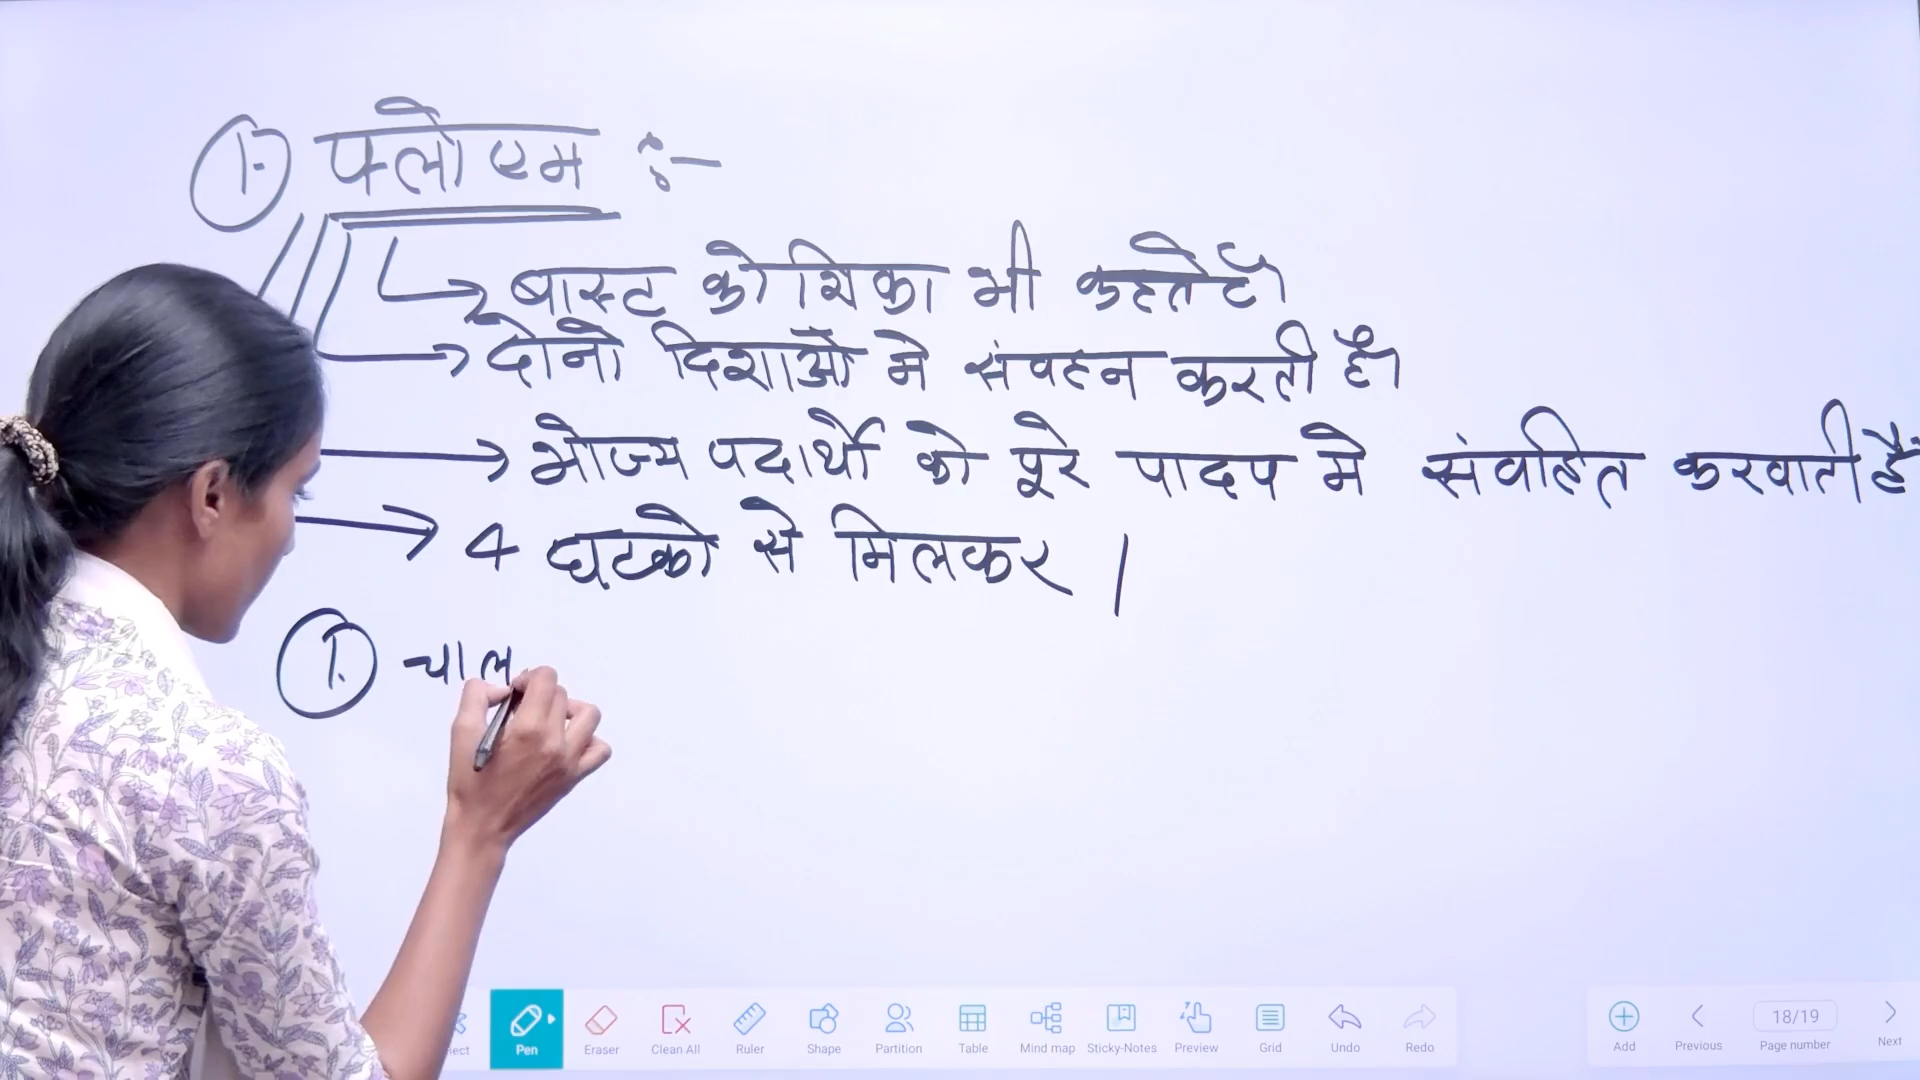 1. फ्लोएम :-
बास्ट कोशिका भी कहते है।
दोनो दिशाओं मे संवहन करती है।
भोज्य पदार्थो को पूरे पादप मे संवहित करवाती है
4 घटको से मिलकर |
1. चाल
Pen Eraser Clean All Ruler Shape Partition Table Mind map Sticky-Notes Preview Grid Undo Redo Add Previous 18/19 Page number Next